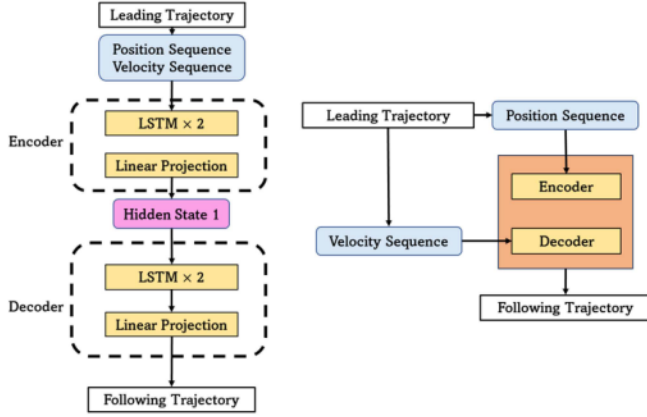 Leading Trajectory
Position Sequence
Velocity Sequence
Encoder
LSTM × 2
Linear Projection
Hidden State 1
Decoder
LSTM × 2
Linear Projection
Following Trajectory
Leading Trajectory
Position Sequence
Encoder
Velocity Sequence
Decoder
Following Trajectory